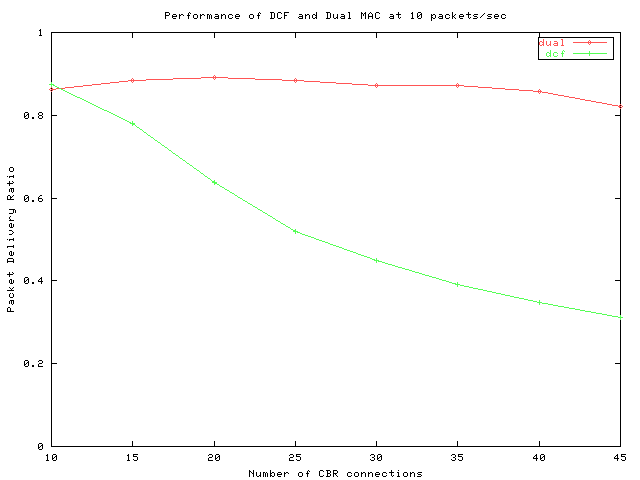 Performance of DCF and Dual MAC at 10 packets/sec
1
dual
dcf
0.8
0.6
0.4
0.2
0
Packet Delivery Ratio
10 15 20 25 30 35 40 45
Number of CBR connections